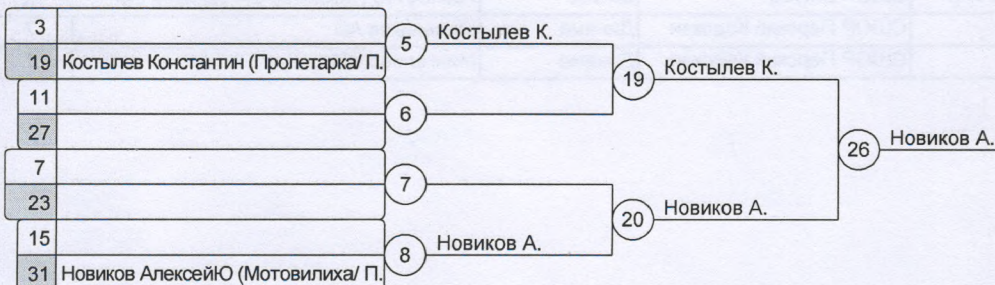 3
19 Костылев Константин (Пролетарка/ П.
11
27
7
23
15
31 Новиков АлексейЮ (Мотовилиха/ П.
5 Костылев К.
6
7
8 Новиков А.
19 Костылев К.
20 Новиков А.
26 Новиков А.